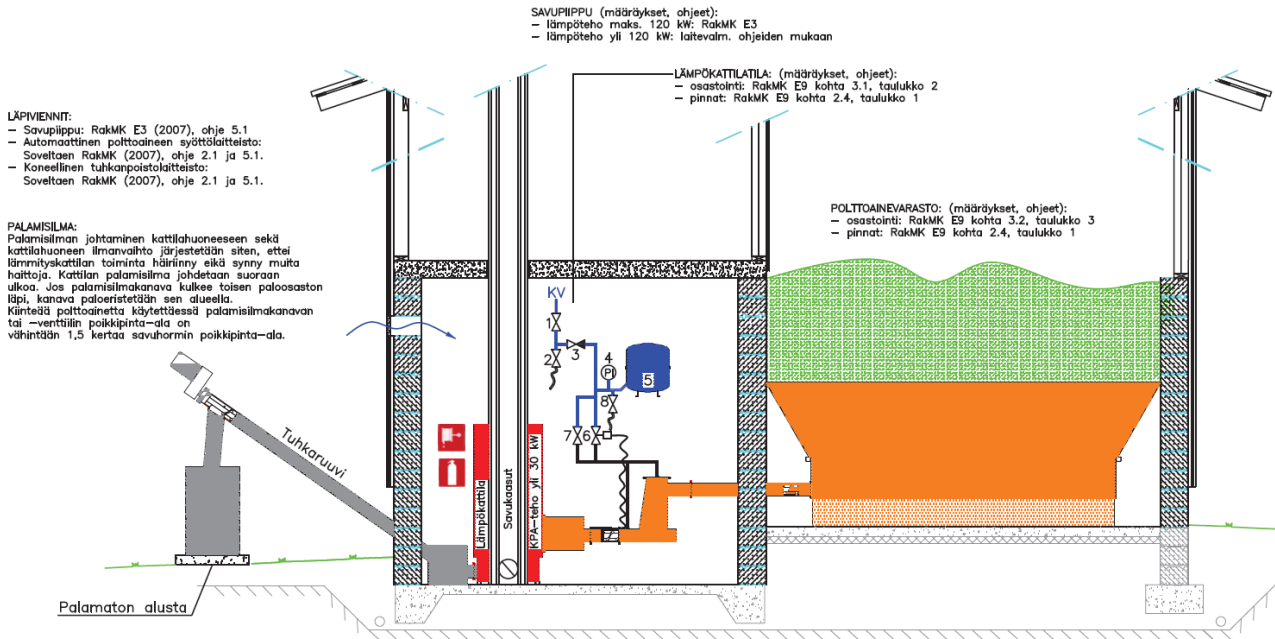 SAVUPIIPPU (määräykset, ohjeet):
– lämpöteho maks. 120 kW: RakMK E3
– lämpöteho yli 120 kW: laitevalm. ohjeiden mukaan
LÄMPÖKATTILATILA: (määräykset, ohjeet):
– osastointi: RakMK E9 kohta 3.1, taulukko 2
– pinnat: RakMK E9 kohta 2.4, taulukko 1
LÄPIVIENNIT:
– Savupiippu: RakMK E3 (2007), ohje 5.1
– Automaattinen polttoaineen syöttölaitteisto:
Soveltaen RakMK (2007), ohje 2.1 ja 5.1.
– Koneellinen tuhkanpoistolaitteisto:
Soveltaen RakMK (2007), ohje 2.1 ja 5.1.
POLTTOAINEVARASTO: (määräykset, ohjeet):
– osastointi: RakMK E9 kohta 3.2, taulukko 3
– pinnat: RakMK E9 kohta 2.4, taulukko 1
PALAMISILMA:
Palamisilman johtaminen kattilahuoneeseen sekä
kattilahuoneen ilmanvaihto järjestetään siten, ettei
lämmityskattilan toiminta häiriinny eikä synny muita
haittoja. Kattilan palamisilma johdetaan suoraan
ulkoa. Jos palamisilmakanava kulkee toisen paloosaston
läpi, kanava paloeristetään sen alueella.
Kiinteää polttoainetta käytettäessä palamisilmakanavan
tai –venttiilin poikkipinta–ala on
vähintään 1,5 kertaa savuhormin poikkipinta–ala.
KV
1
2
3
4
PI
5
8
7
6
Tuhkaruuvi
Lämpökattila
Savukaasut
KPA–teho yli 30 kW
Palamaton alusta